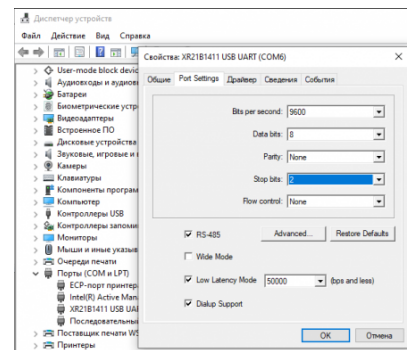 Диспетчер устройств
Файл Действие Вид Справка
User-mode block devic
Аудиовходы и аудиов
Батареи
Биометрические устр
Видеоадаптеры
Встроенное ПО
Дисковые устройства
Звуковые, игровые и
Камеры
Клавиатуры
Компоненты програм
Компьютер
Контроллеры USB
Контроллеры запоми
Мониторы
Мыши и иные указыв
Очереди печати
Порты (COM и LPT)
ECP-порт принтер
Intel(R) Active Man
XR21B1411 USB UAI
Последовательны
Поставщик печати WS
Принтеры
Свойства: XR21B1411 USB UART (COM6)
Общие Port Settings Драйвер Сведения События
Bits per second: 9600
Data bits: 8
Parity: None
Stop bits: 2
Flow control: None
RS-485 Advanced... Restore Defaults
Wide Mode
Low Latency Mode 50000 (bps and less)
Dialup Support
OK Отмена